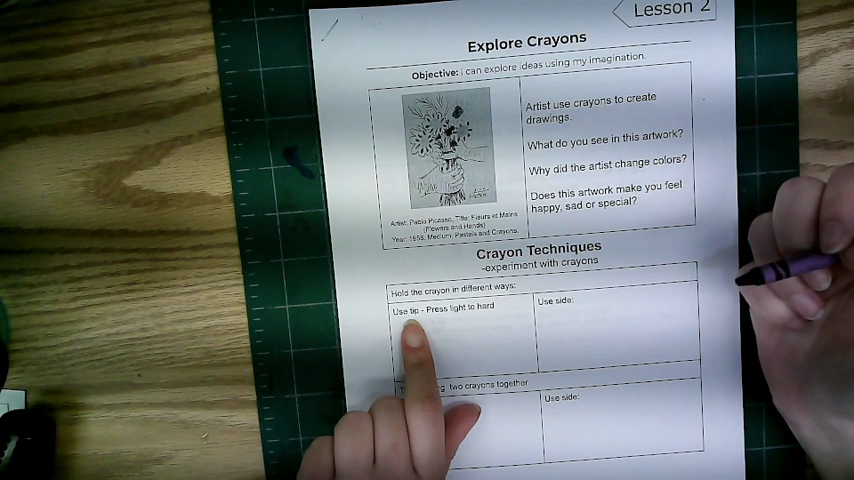 Lesson 2
Explore Crayons
Objective: I can explore ideas using my imagination.
Artist use crayons to create
drawings.
What do you see in this artwork?
Why did the artist change colors?
Does this artwork make you feel
happy, sad or special?
Artist: Pablo Picasso, Title: Fleurs et Mains
(Flowers and Hands)
Year: 1958, Medium: Pastels and Crayons
Crayon Techniques
-experiment with crayons
Hold the crayon in different ways:
Use tip - Press light to hard
Use side:
two crayons together
Use side: